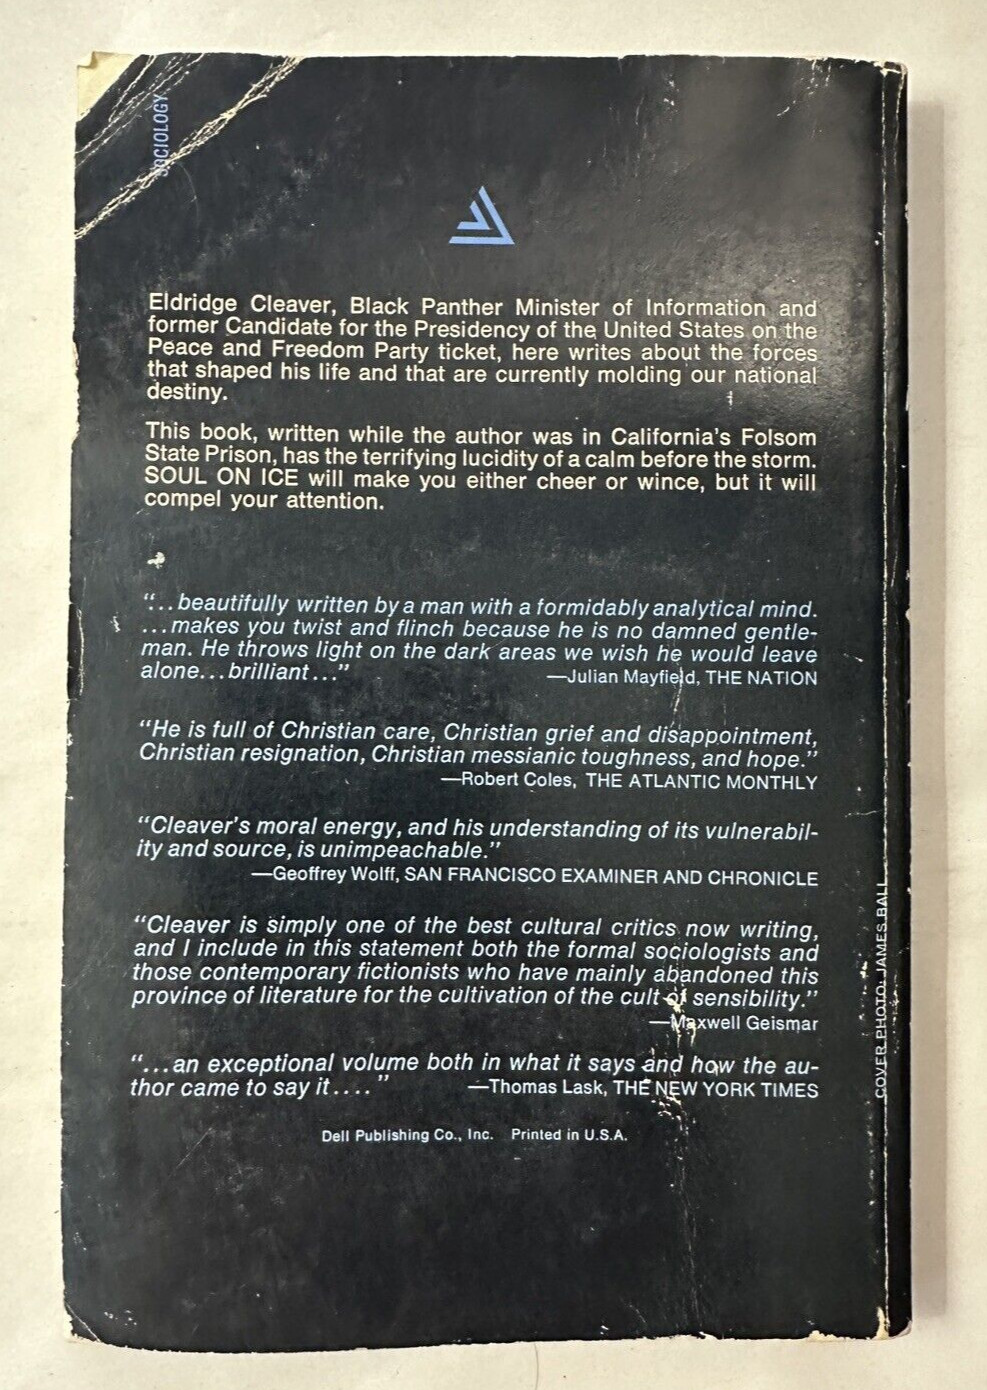 SOCIOLOGY
Eldridge Cleaver, Black Panther Minister of Information and
former Candidate for the Presidency of the United States on the
Peace and Freedom Party ticket, here writes about the forces
that shaped his life and that are currently molding our national
destiny.
This book, written while the author was in California's Folsom
State Prison, has the terrifying lucidity of a calm before the storm.
SOUL ON ICE will make you either cheer or wince, but it will
compel your attention.
“...beautifully written by a man with a formidably analytical mind.
...makes you twist and flinch because he is no damned gentle-
man. He throws light on the dark areas we wish he would leave
alone...brilliant...” —Julian Mayfield, THE NATION
“He is full of Christian care, Christian grief and disappointment,
Christian resignation, Christian messianic toughness, and hope.”
—Robert Coles, THE ATLANTIC MONTHLY
“Cleaver's moral energy, and his understanding of its vulnerabil-
ity and source, is unimpeachable.”
—Geoffrey Wolff, SAN FRANCISCO EXAMINER AND CHRONICLE
“Cleaver is simply one of the best cultural critics now writing,
and I include in this statement both the formal sociologists and
those contemporary fictionists who have mainly abandoned this
province of literature for the cultivation of the cult of sensibility.”
—Maxwell Geismar
“...an exceptional volume both in what it says and how the au-
thor came to say it....” —Thomas Lask, THE NEW YORK TIMES
Dell Publishing Co., Inc. Printed in U.S.A.
COVER PHOTO: JAMES BALL